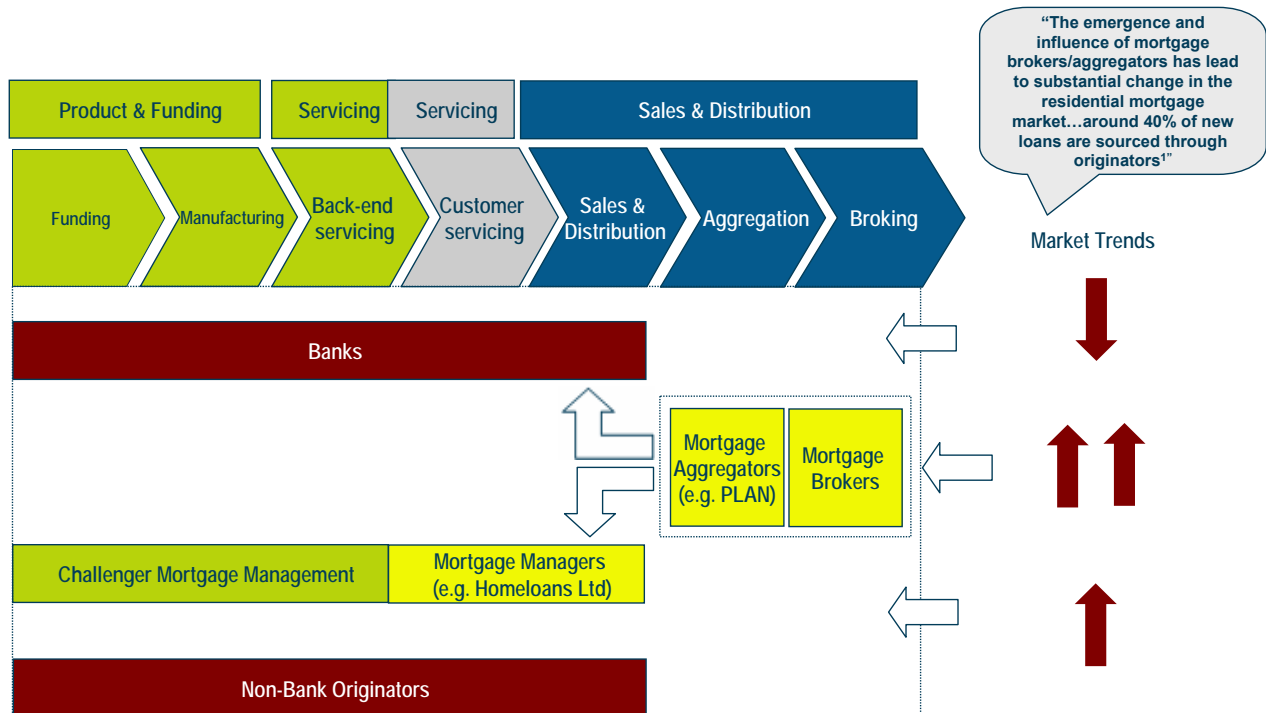 “The emergence and
influence of mortgage
brokers/aggregators has lead
to substantial change in the
residential mortgage
market…around 40% of new
loans are sourced through
originators¹”
Product & Funding
Servicing
Servicing
Sales & Distribution
Funding
Manufacturing
Back-end
servicing
Customer
servicing
Sales &
Distribution
Aggregation
Broking
Market Trends
Banks
Mortgage
Aggregators
(e.g. PLAN)
Mortgage
Brokers
Challenger Mortgage Management
Mortgage Managers
(e.g. Homeloans Ltd)
Non-Bank Originators